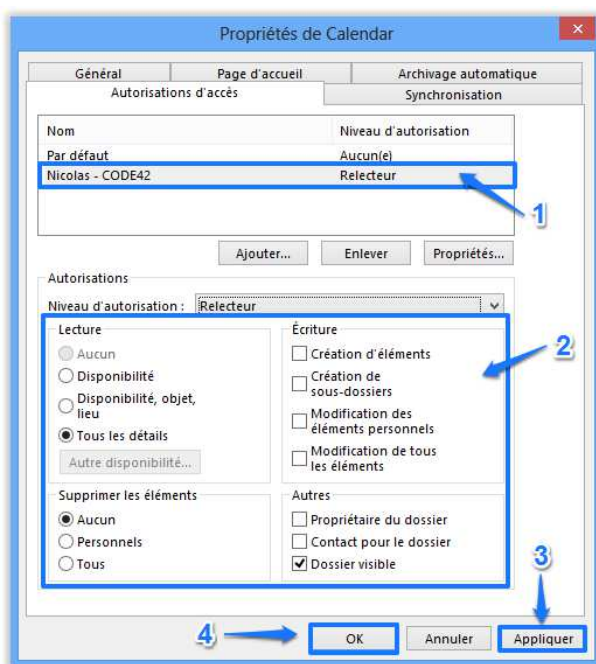 Propriétés de Calendar
Général Page d'accueil Archivage automatique
Autorisations d'accès Synchronisation
Nom Niveau d'autorisation
Par défaut Aucun(e)
Nicolas - CODE42 Relecteur
1
Ajouter... Enlever Propriétés...
Autorisations
Niveau d'autorisation : Relecteur
Lecture
Aucun
Disponibilité
Disponibilité, objet,
lieu
Tous les détails
Autre disponibilité...
Écriture
Création d'éléments
Création de
sous-dossiers
Modification des
éléments personnels
Modification de tous
les éléments
2
Supprimer les éléments
Aucun
Personnels
Tous
Autres
Propriétaire du dossier
Contact pour le dossier
Dossier visible
3
4
OK Annuler Appliquer